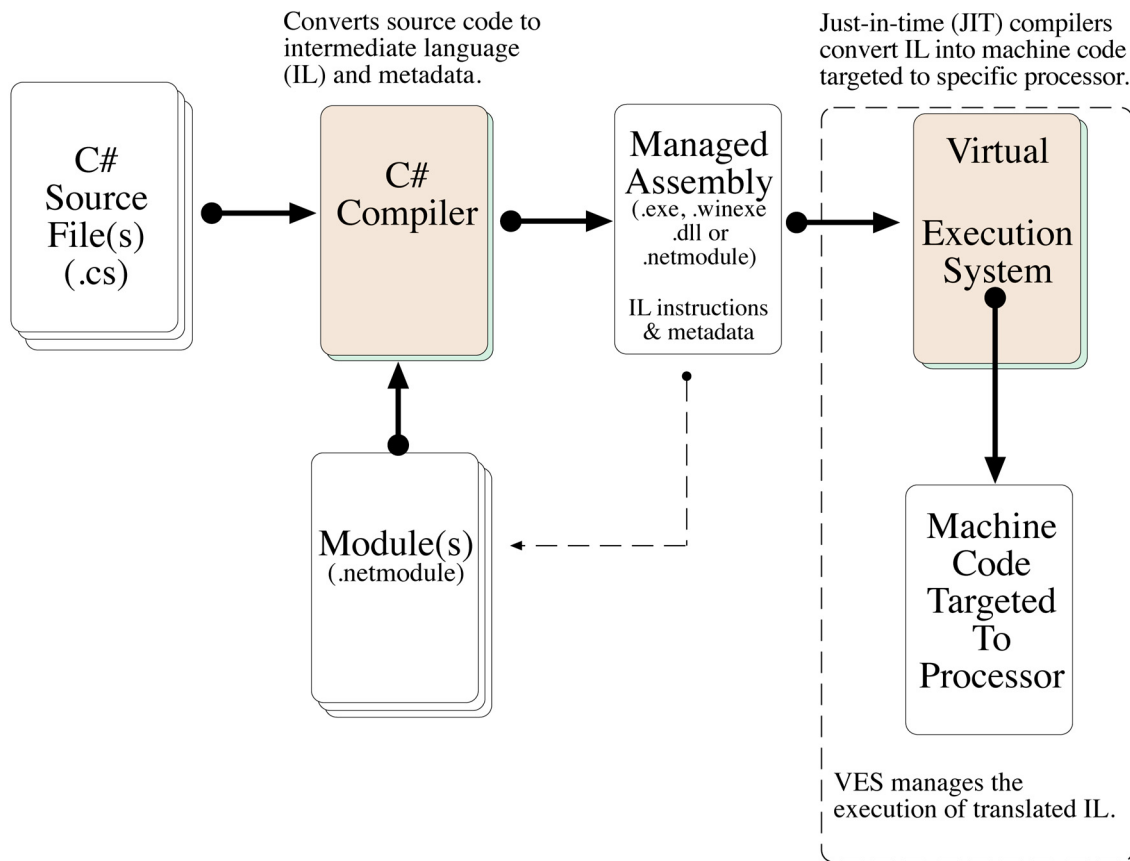 Converts source code to
intermediate language
(IL) and metadata.
Just-in-time (JIT) compilers
convert IL into machine code
targeted to specific processor.
C#
Source
File(s)
(.cs)
C#
Compiler
Managed
Assembly
(.exe, .winexe
.dll or
.netmodule)
IL instructions
& metadata
Virtual
Execution
System
Module(s)
(.netmodule)
Machine
Code
Targeted
To
Processor
VES manages the
execution of translated IL.